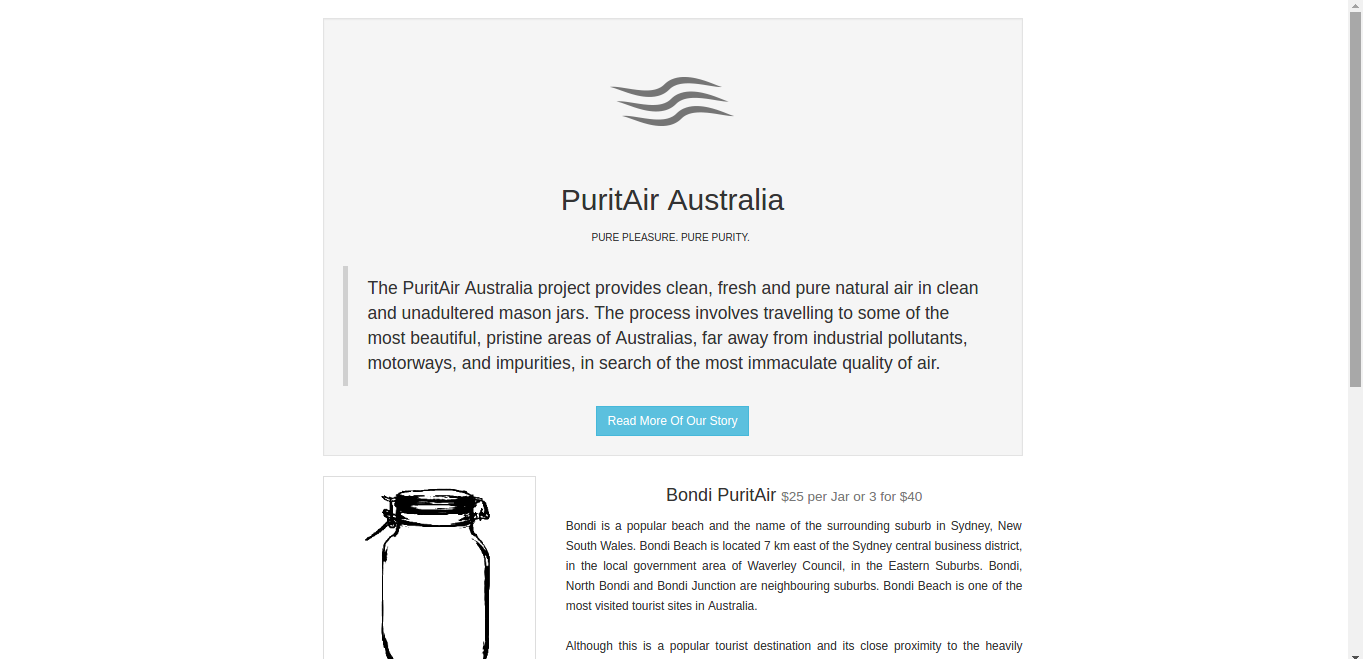 PuritAir Australia
PURE PLEASURE. PURE PURITY.
The PuritAir Australia project provides clean, fresh and pure natural air in clean
and unadultered mason jars. The process involves travelling to some of the
most beautiful, pristine areas of Australias, far away from industrial pollutants,
motorways, and impurities, in search of the most immaculate quality of air.
Read More Of Our Story
Bondi PuritAir $25 per Jar or 3 for $40
Bondi is a popular beach and the name of the surrounding suburb in Sydney, New
South Wales. Bondi Beach is located 7 km east of the Sydney central business district,
in the local government area of Waverley Council, in the Eastern Suburbs. Bondi,
North Bondi and Bondi Junction are neighbouring suburbs. Bondi Beach is one of the
most visited tourist sites in Australia.
Although this is a popular tourist destination and its close proximity to the heavily